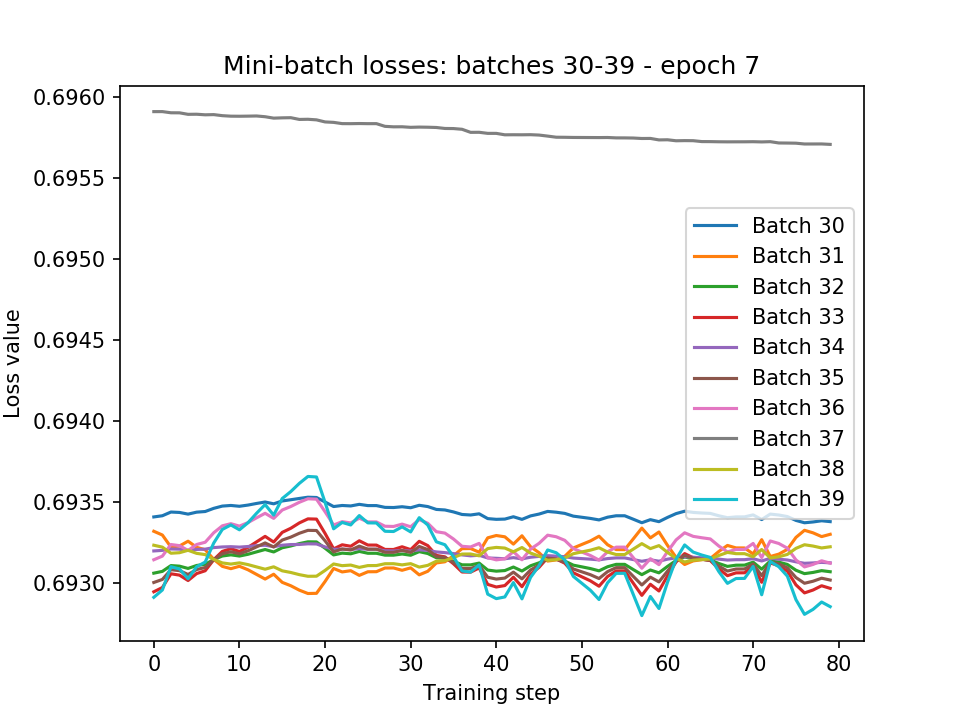 Mini-batch losses: batches 30-39 - epoch 7
0.6960
0.6955
0.6950
0.6945
0.6940
0.6935
0.6930
Loss value
0 10 20 30 40 50 60 70 80
Training step
Batch 30
Batch 31
Batch 32
Batch 33
Batch 34
Batch 35
Batch 36
Batch 37
Batch 38
Batch 39